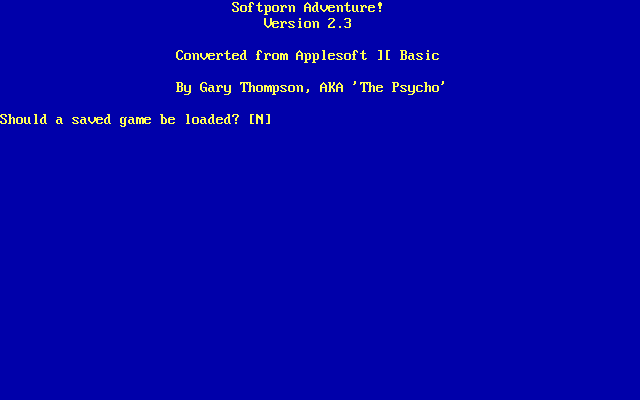 Softporn Adventure!
Version 2.3
Converted from Applesoft ][ Basic
By Gary Thompson, AKA 'The Psycho'
Should a saved game be loaded? [N]